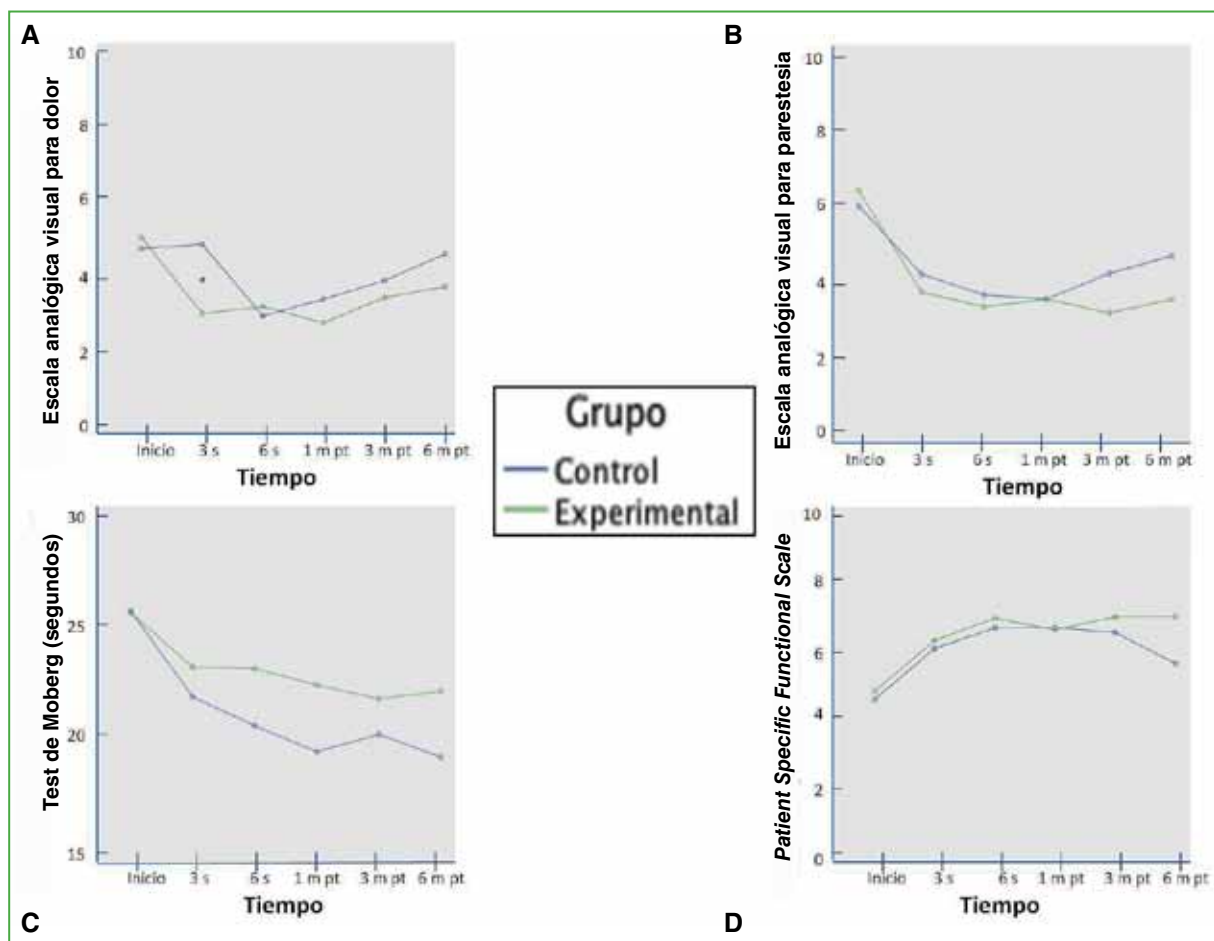 A
Escala analógica visual para dolor
10
8
6
4
2
0
Inicio 3 s 6 s 1 m pt 3 m pt 6 m pt
Tiempo
*
B
Escala analógica visual para parestesia
10
8
6
4
2
0
Inicio 3 s 6 s 1 m pt 3 m pt 6 m pt
Tiempo
Grupo
Control
Experimental
Test de Moberg (segundos)
30
25
20
15
Inicio 3 s 6 s 1 m pt 3 m pt 6 m pt
Tiempo
C
Patient Specific Functional Scale
10
8
6
4
2
0
Inicio 3 s 6 s 1 m pt 3 m pt 6 m pt
Tiempo
D